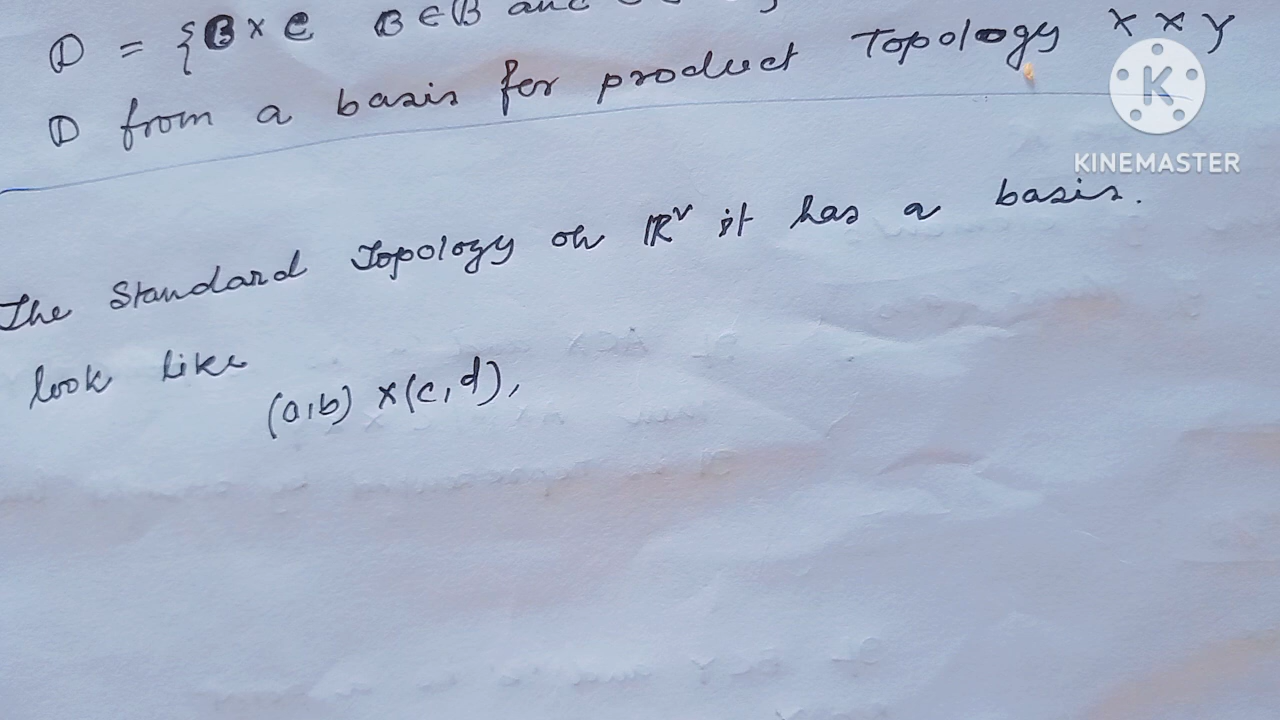 D = {B × C B ∈ B and
D from a basis for product Topology X × Y
KINEMASTER
The Standard Topology on R² it has a basis.
look like
(a,b) × (c,d),